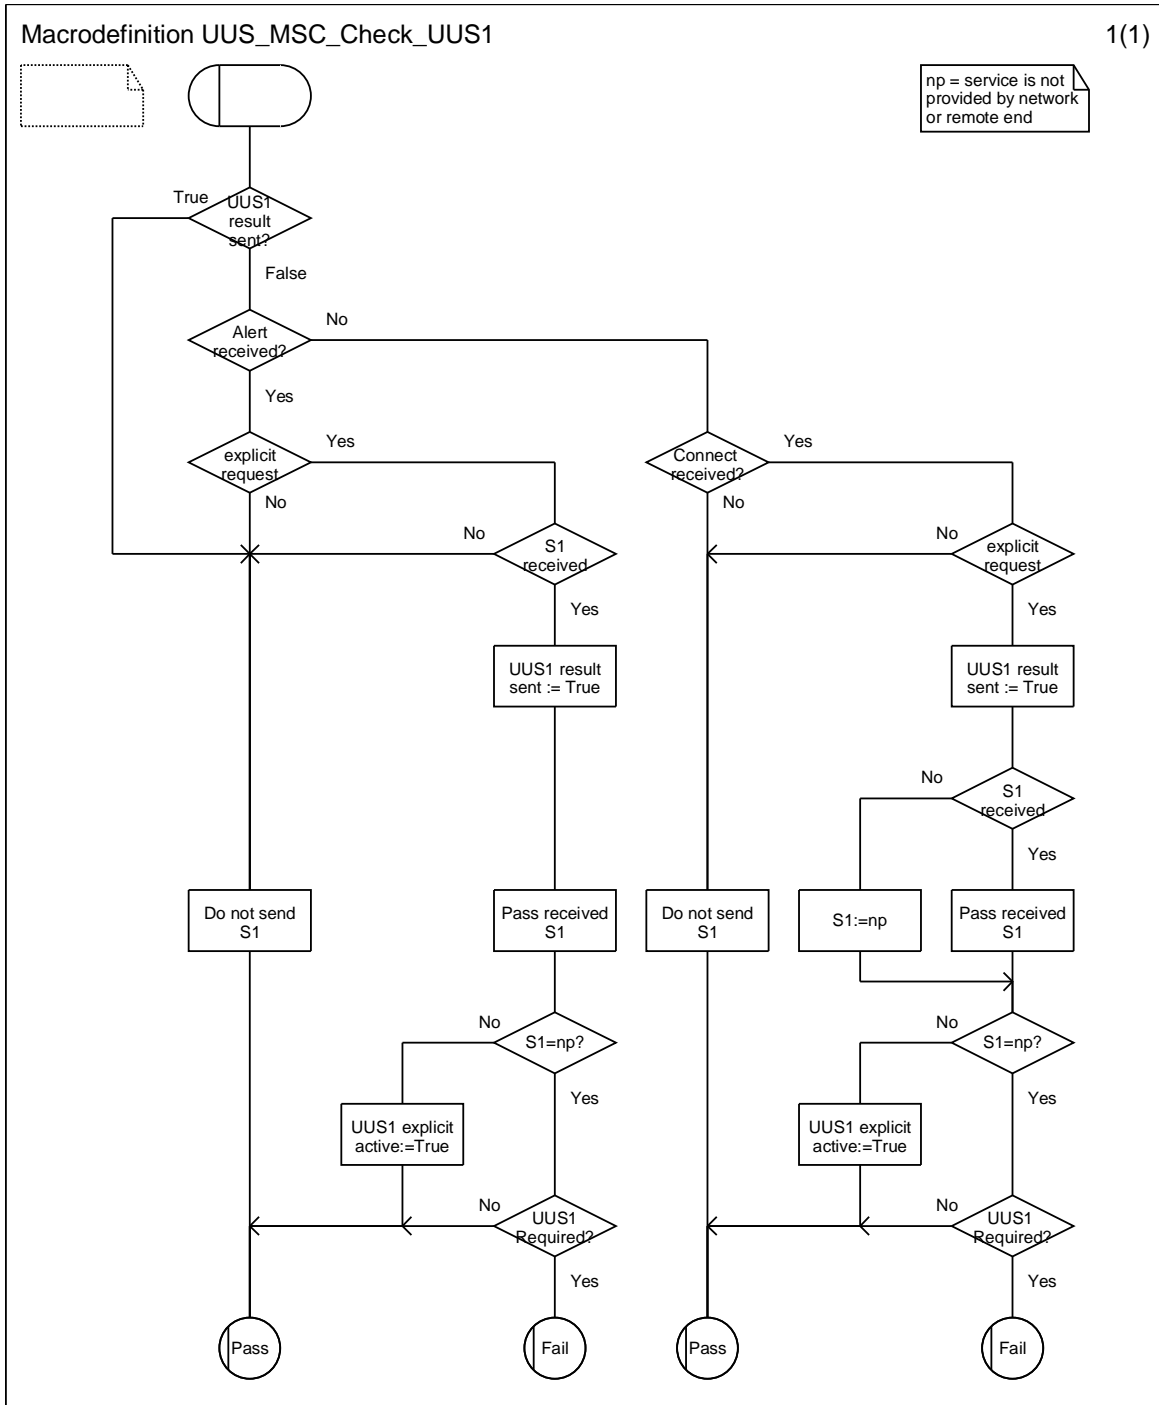 Macrodefinition UUS_MSC_Check_UUS1
1(1)
np = service is not
provided by network
or remote end
True
UUS1
result
sent?
False
Alert
received?
No
Yes
explicit
request
Yes
No
Connect
received?
Yes
No
No
S1
received
Yes
No
explicit
request
Yes
UUS1 result
sent := True
UUS1 result
sent := True
No
S1
received
Yes
Do not send
S1
Pass received
S1
Do not send
S1
S1:=np
Pass received
S1
No
S1=np?
Yes
No
S1=np?
Yes
UUS1 explicit
active:=True
UUS1 explicit
active:=True
No
UUS1
Required?
Yes
No
UUS1
Required?
Yes
Pass
Fail
Pass
Fail